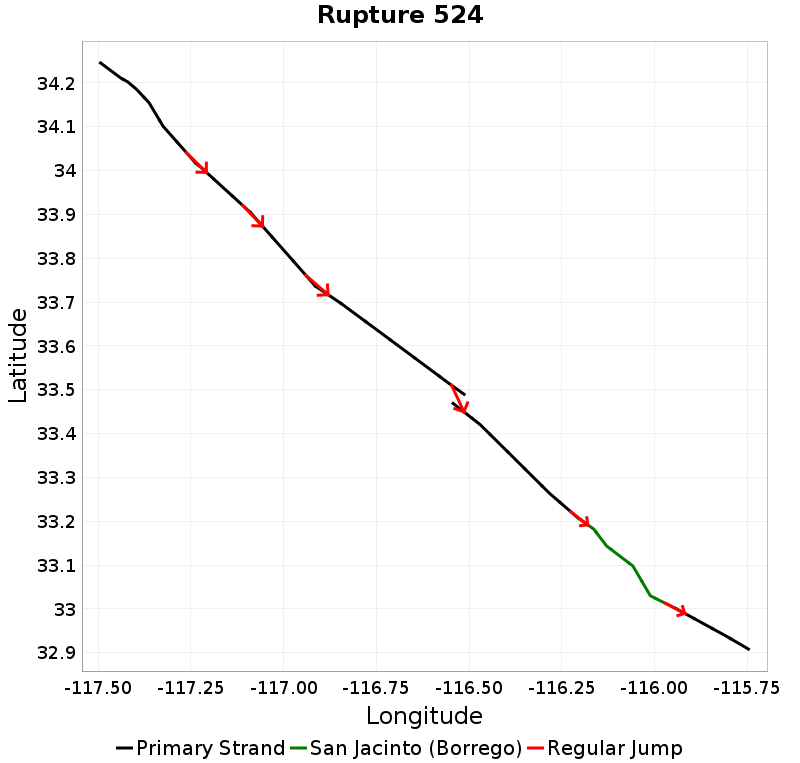 Rupture 524
34.2
34.1
34
33.9
33.8
33.7
33.6
33.5
33.4
33.3
33.2
33.1
33
32.9
Latitude
-117.50 -117.25 -117.00 -116.75 -116.50 -116.25 -116.00 -115.75
Longitude
Primary Strand San Jacinto (Borrego) Regular Jump